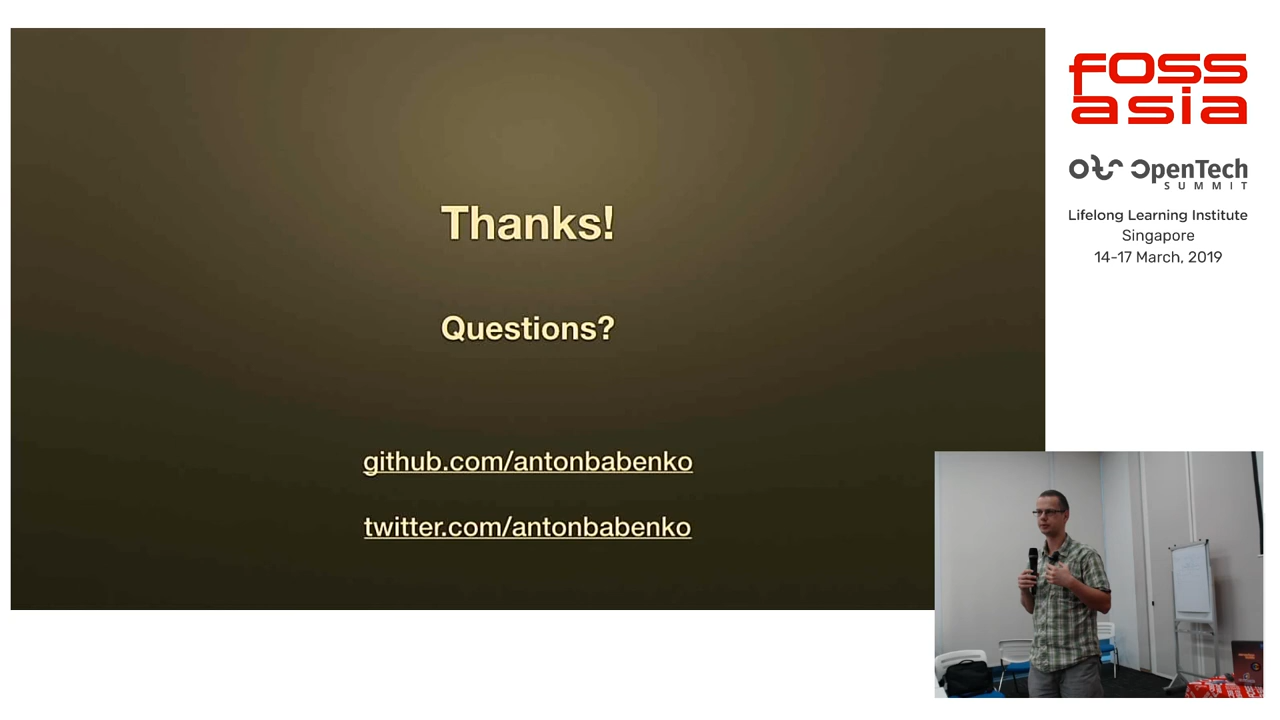 Thanks!
Questions?
github.com/antonbabenko
twitter.com/antonbabenko
fOSS
asia
OpenTech
SUMMIT
Lifelong Learning Institute
Singapore
14-17 March, 2019